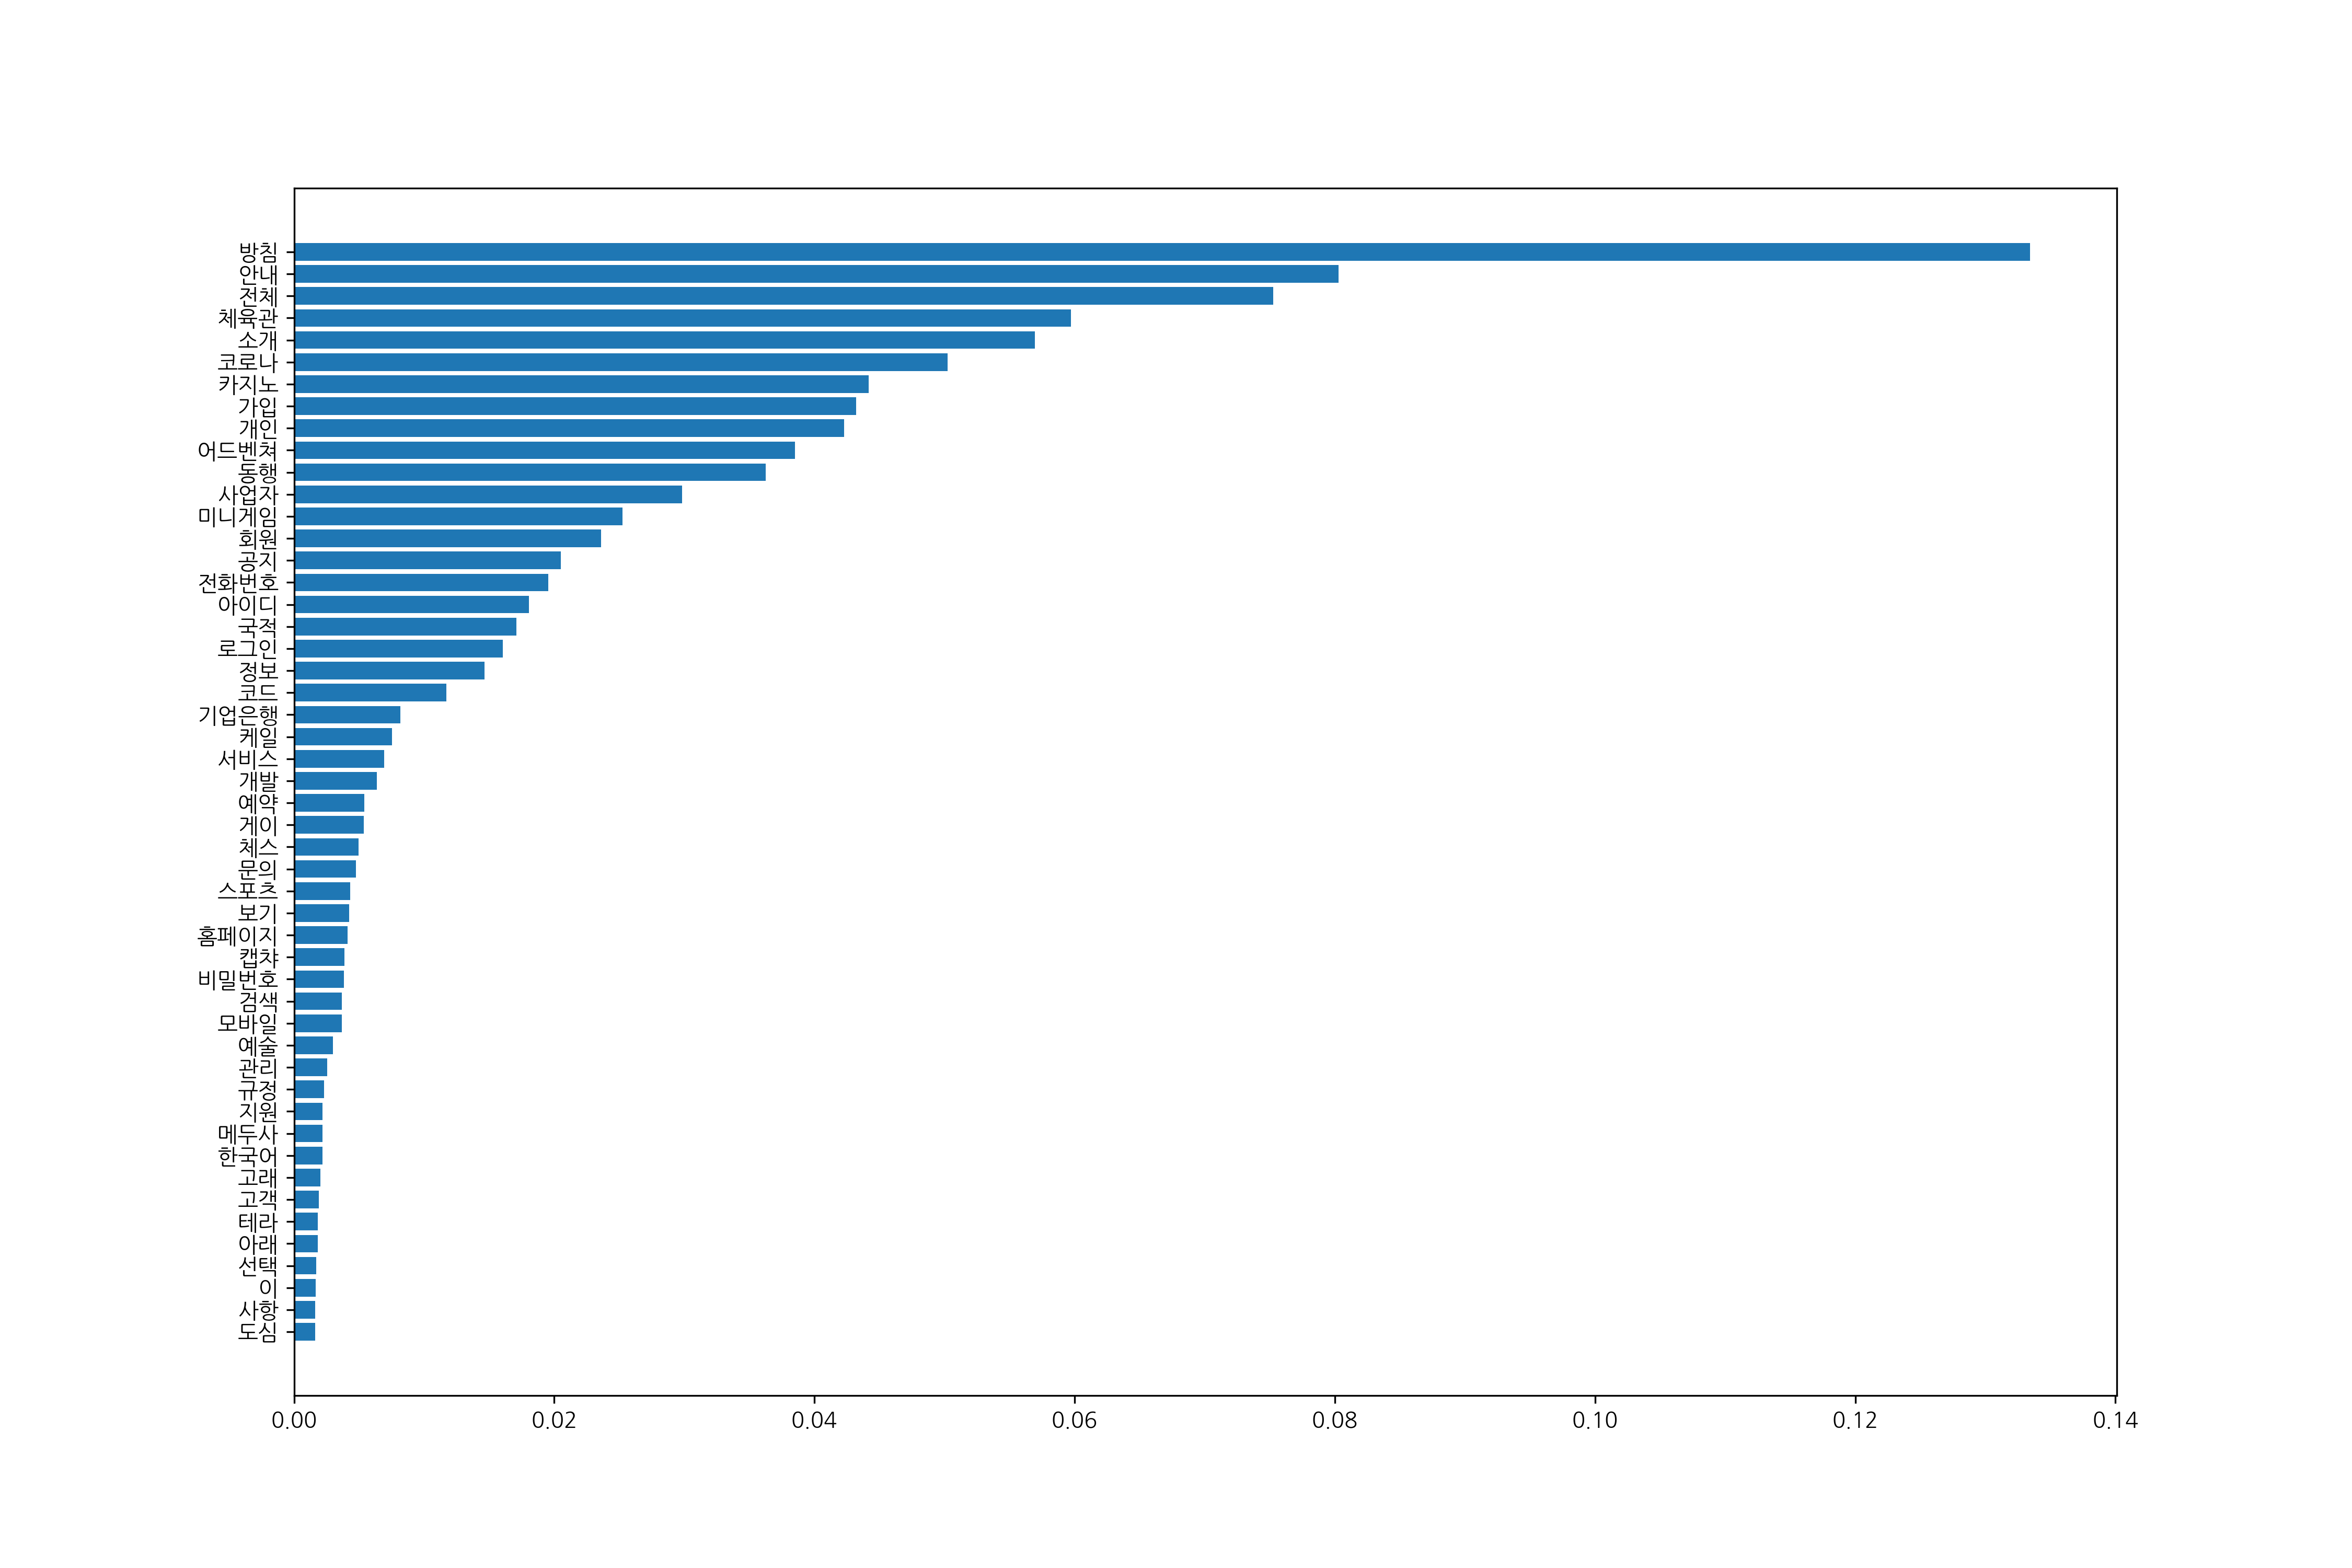 방침
안내
전체
체육관
소개
코로나
카지노
가입
개인
어드벤쳐
동행
사업자
미니게임
회원
공지
전화번호
아이디
국적
로그인
정보
코드
기업은행
케일
서비스
개발
예약
게이
체스
문의
스포츠
보기
홈페이지
캡챠
비밀번호
검색
모바일
예술
관리
규정
지원
메두사
한국어
고래
고객
테라
아래
선택
이
사항
도심
0.00 0.02 0.04 0.06 0.08 0.10 0.12 0.14